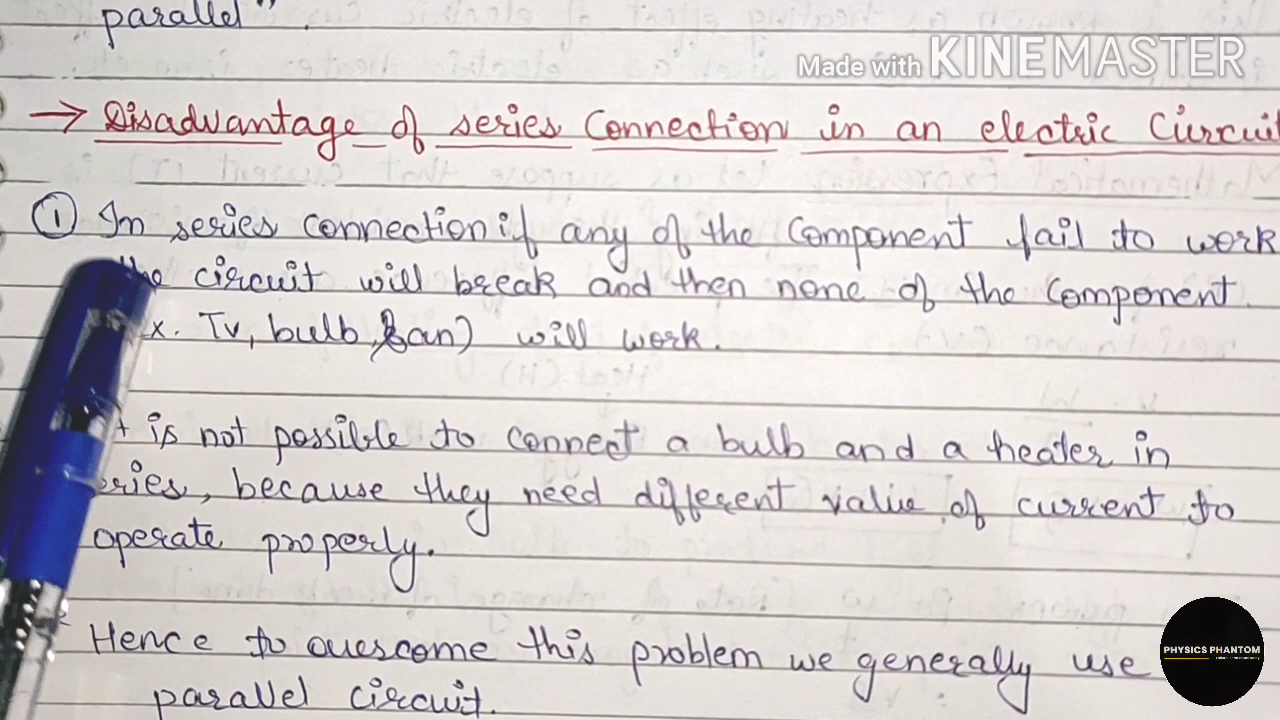 parallel" .
Made with KINEMASTER
→ Disadvantage of series Connection in an electric Circuit
① In series connection if any of the Component fail to work
the circuit will break and then none of the Component
x. Tv, bulb, fan) will work.
is not possible to connect a bulb and a heater in
eries, because they need different value of current to
operate properly.
Hence to overcome this problem we generally use
parallel circuit.
PHYSICS PHANTOM